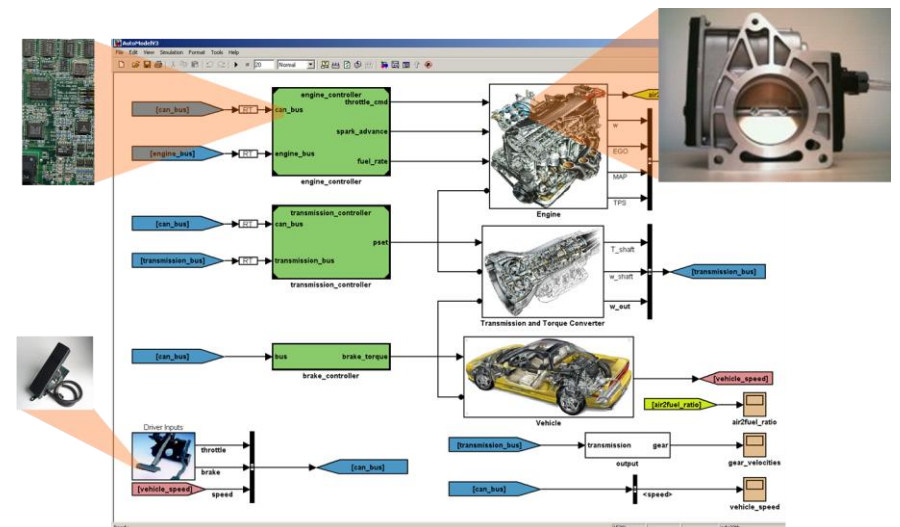 AutoModelV3
File Edit View Simulation Format Tools Help
20 Normal
[can_bus] RT
engine_controller
can_bus throttle_cmd
spark_advance
[engine_bus] RT engine_bus
fuel_rate
engine_controller
w
EGO
MAP
TPS
Engine
[can_bus] RT
transmission_controller
can_bus
pset
[transmission_bus] RT transmission_bus
transmission_controller
T_shaft
w_shaft [transmission_bus]
w_out
Transmission and Torque Converter
[can_bus] bus brake_torque
brake_controller
[vehicle_speed]
Vehicle
[air2fuel_ratio]
air2fuel_ratio
Driver Inputs
throttle
brake [can_bus]
[vehicle_speed] speed
[transmission_bus] transmission gear
output gear_velocities
[can_bus] <speed>
vehicle_speed